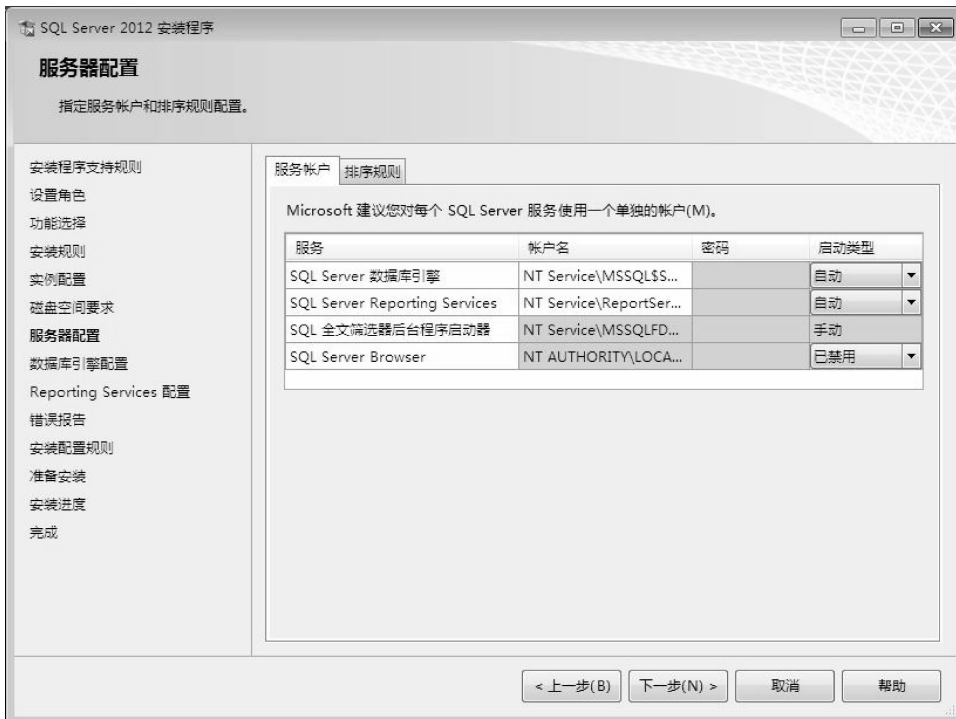 SQL Server 2012 安装程序
服务器配置
指定服务帐户和排序规则配置。
安装程序支持规则
设置角色
功能选择
安装规则
实例配置
磁盘空间要求
服务器配置
数据库引擎配置
Reporting Services 配置
错误报告
安装配置规则
准备安装
安装进度
完成
服务帐户 排序规则
Microsoft 建议您对每个 SQL Server 服务使用一个单独的帐户(M)。
服务 帐户名 密码 启动类型
SQL Server 数据库引擎 NT Service\MSSQL$S... 自动
SQL Server Reporting Services NT Service\ReportSer... 自动
SQL 全文筛选器后台程序启动器 NT Service\MSSQLFD... 手动
SQL Server Browser NT AUTHORITY\LOCA... 已禁用
< 上一步(B) 下一步(N) > 取消 帮助